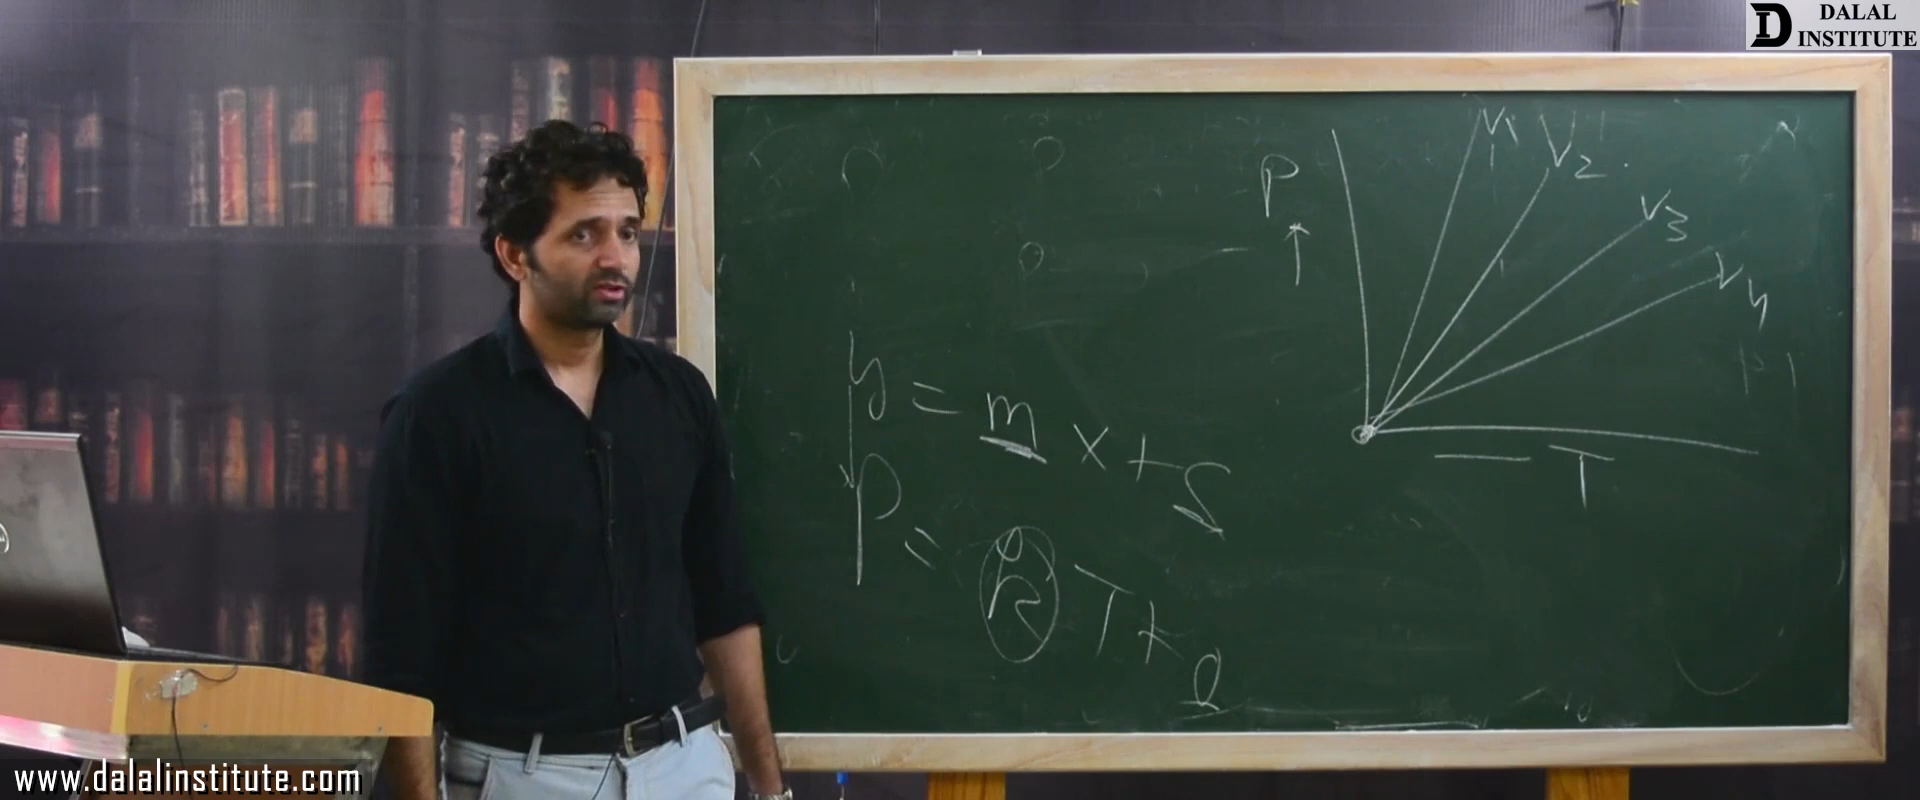 DALAL
INSTITUTE
P
V1
V2
V3
V4
T
y = m x + c
P = k T + 0
www.dalalinstitute.com